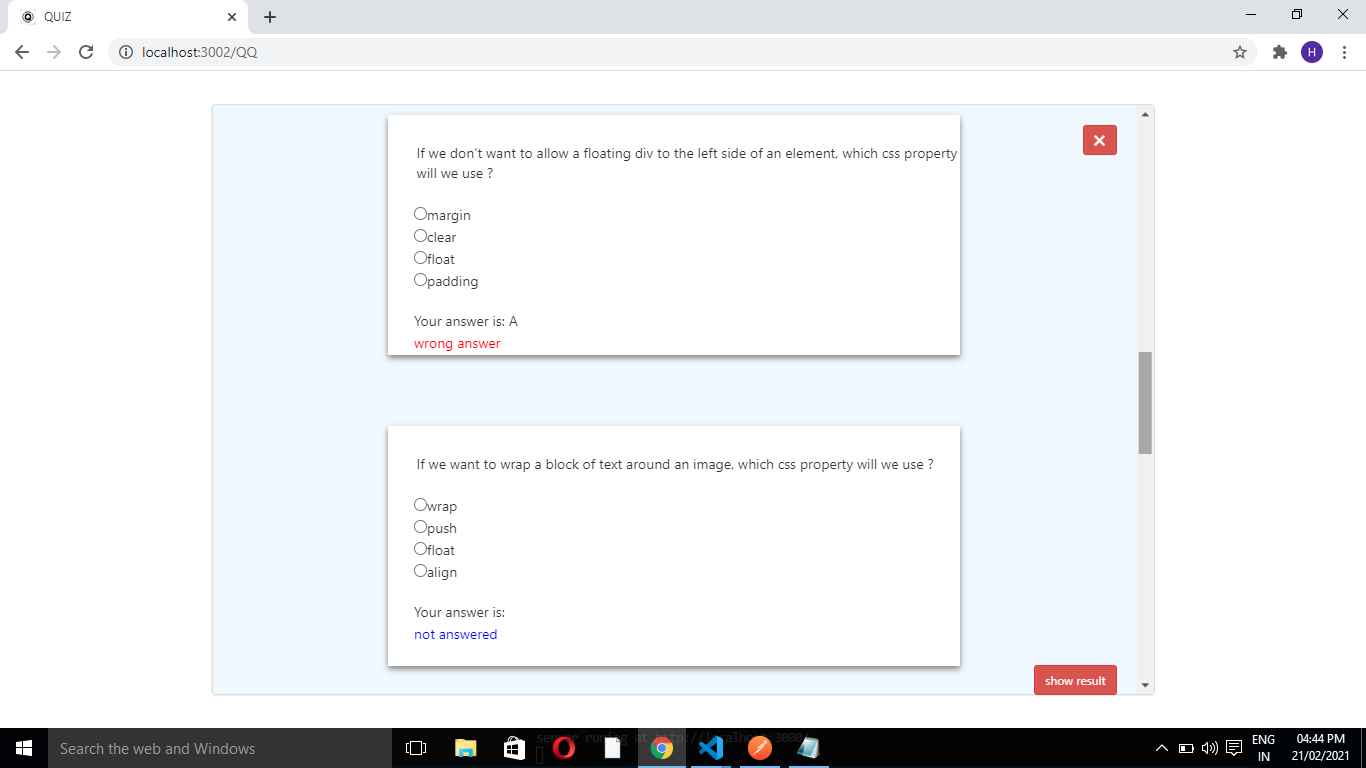 QUIZ
localhost:3002/QQ
H
If we don't want to allow a floating div to the left side of an element, which css property
will we use ?
margin
clear
float
padding
Your answer is: A
wrong answer
If we want to wrap a block of text around an image, which css property will we use ?
wrap
push
float
align
Your answer is:
not answered
show result
Search the web and Windows
server runing at http://localhost:3000/
ENG
IN
04:44 PM
21/02/2021